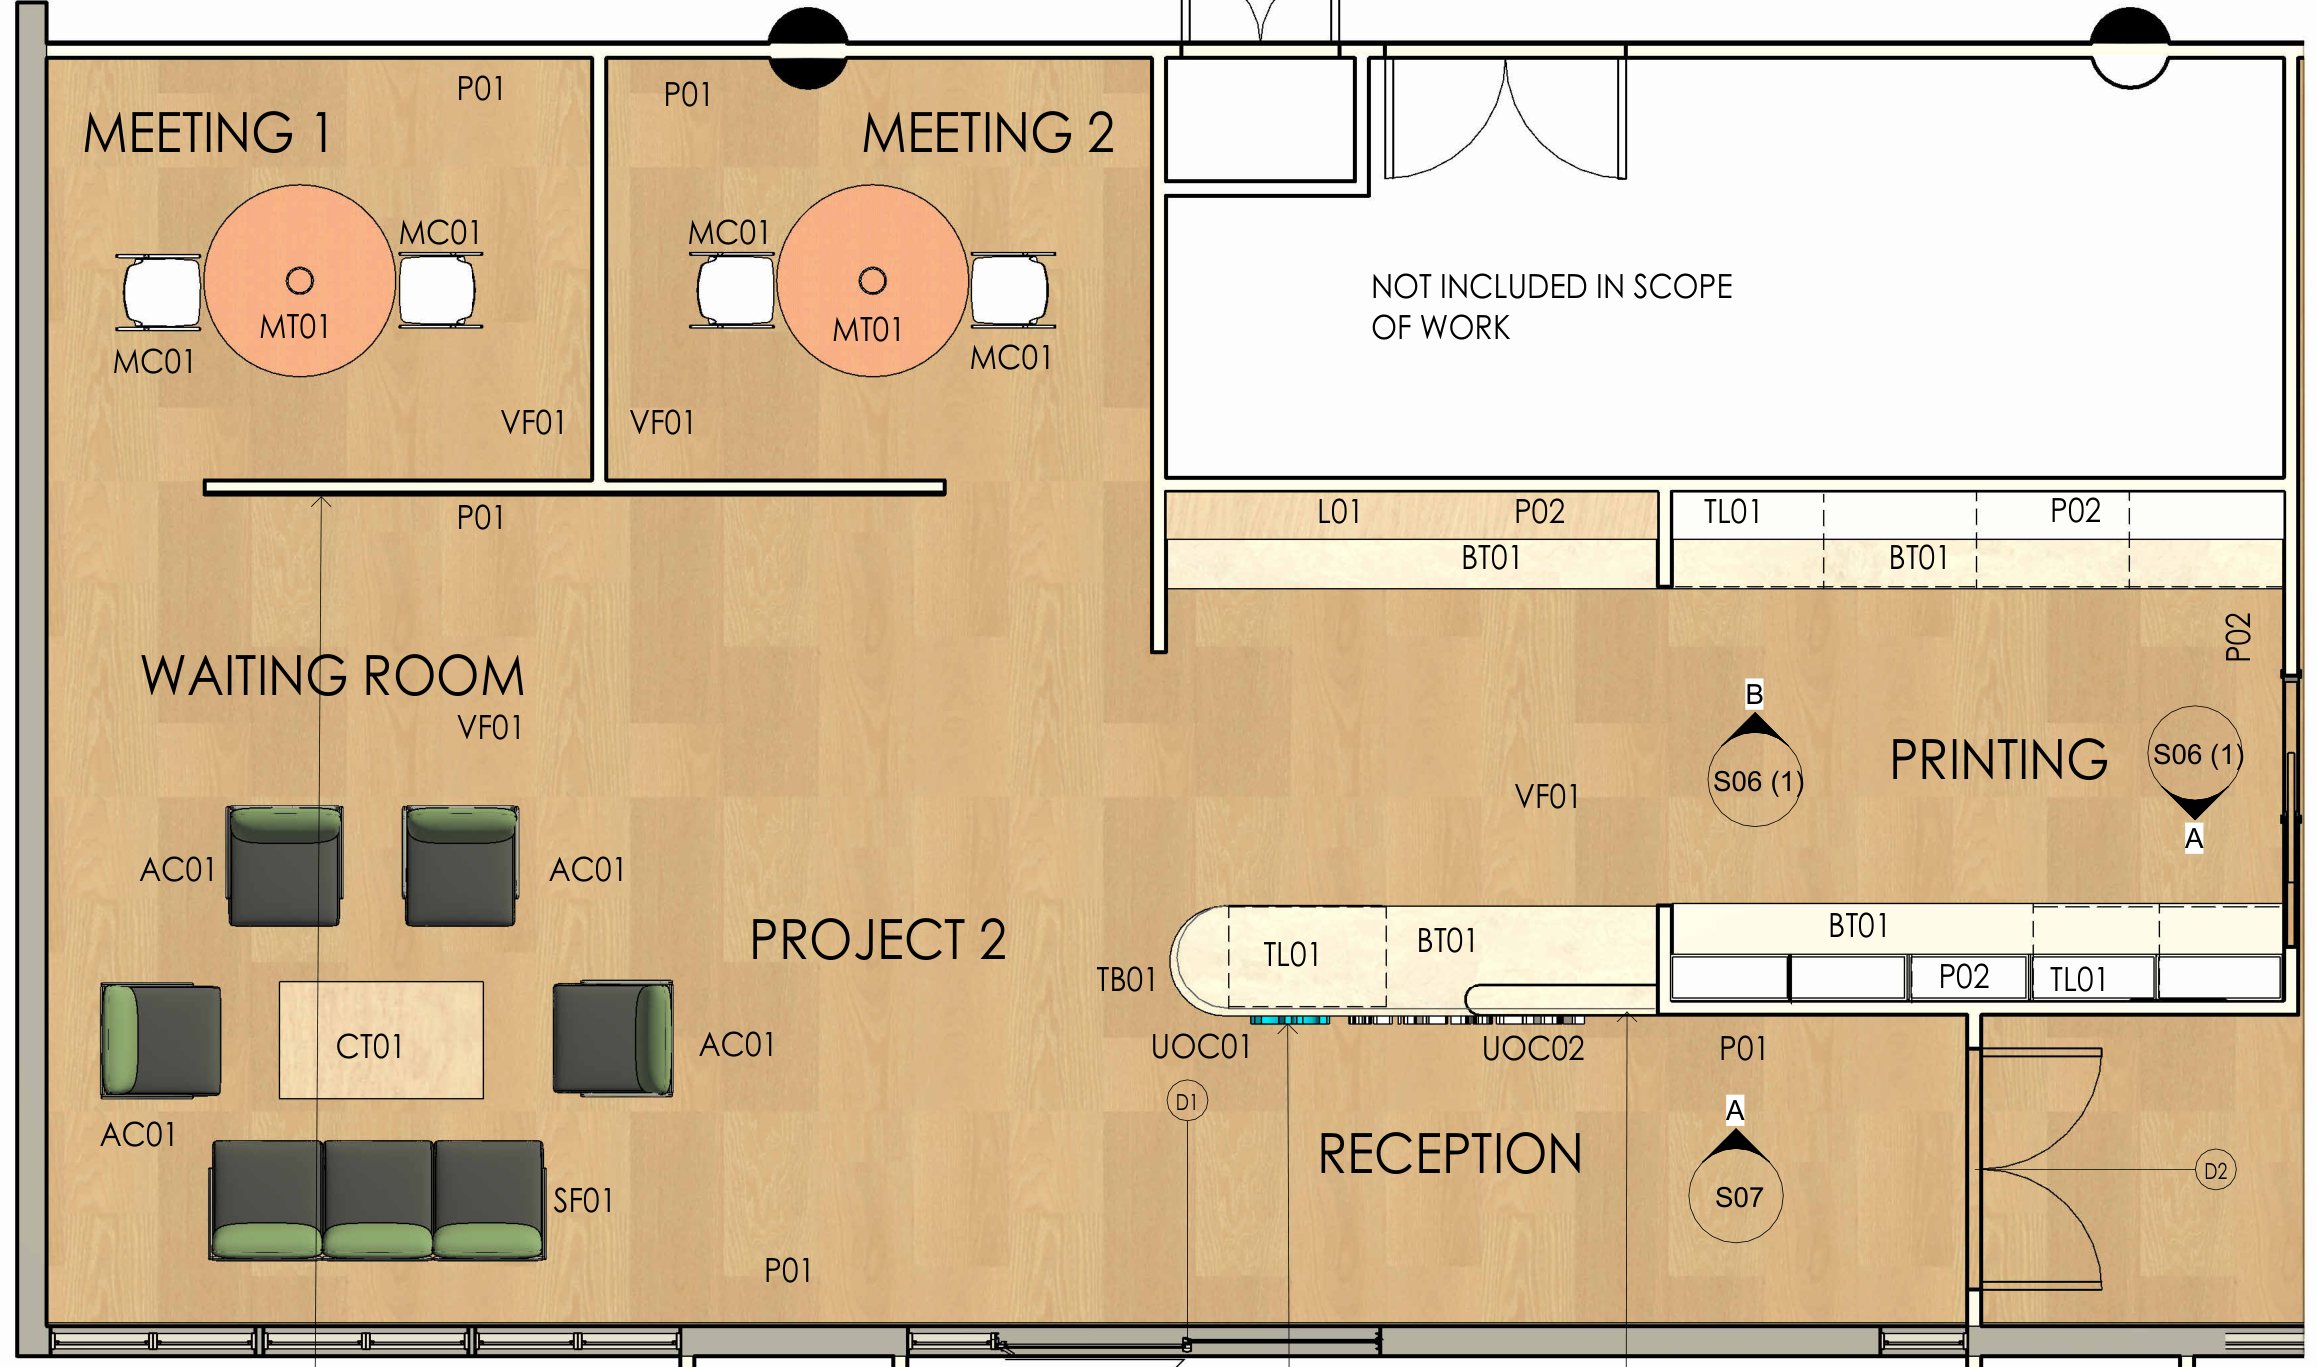 P01
P01
MEETING 1
MEETING 2
MC01
MC01
MT01
MT01
MC01
MC01
NOT INCLUDED IN SCOPE
OF WORK
VF01
VF01
P01
L01
P02
TL01
P02
BT01
BT01
P02
WAITING ROOM
VF01
B
S06 (1)
PRINTING
S06 (1)
A
VF01
AC01
AC01
PROJECT 2
TB01
TL01
BT01
BT01
P02
TL01
CT01
AC01
UOC01
UOC02
P01
D1
A
AC01
RECEPTION
D2
SF01
S07
P01